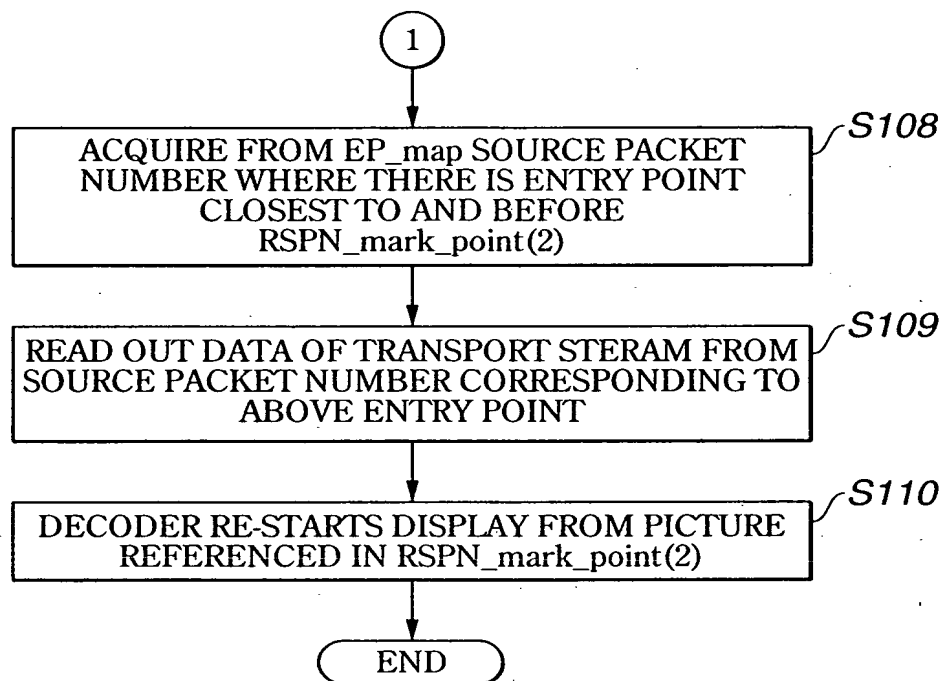 1
S108
ACQUIRE FROM EP_map SOURCE PACKET
NUMBER WHERE THERE IS ENTRY POINT
CLOSEST TO AND BEFORE
RSPN_mark_point(2)
S109
READ OUT DATA OF TRANSPORT STERAM FROM
SOURCE PACKET NUMBER CORRESPONDING TO
ABOVE ENTRY POINT
S110
DECODER RE-STARTS DISPLAY FROM PICTURE
REFERENCED IN RSPN_mark_point(2)
END